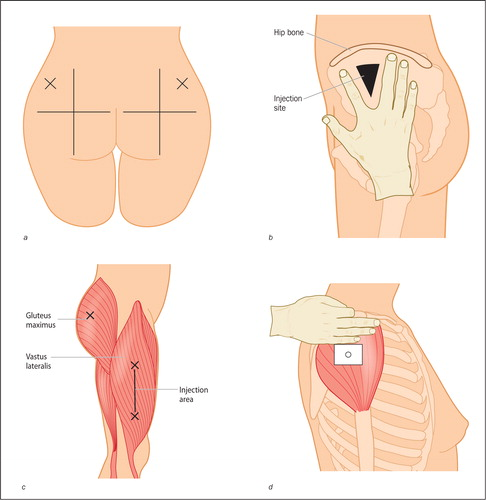 Hip bone
Injection
site
a
b
Gluteus
maximus
Vastus
lateralis
Injection
area
c
d